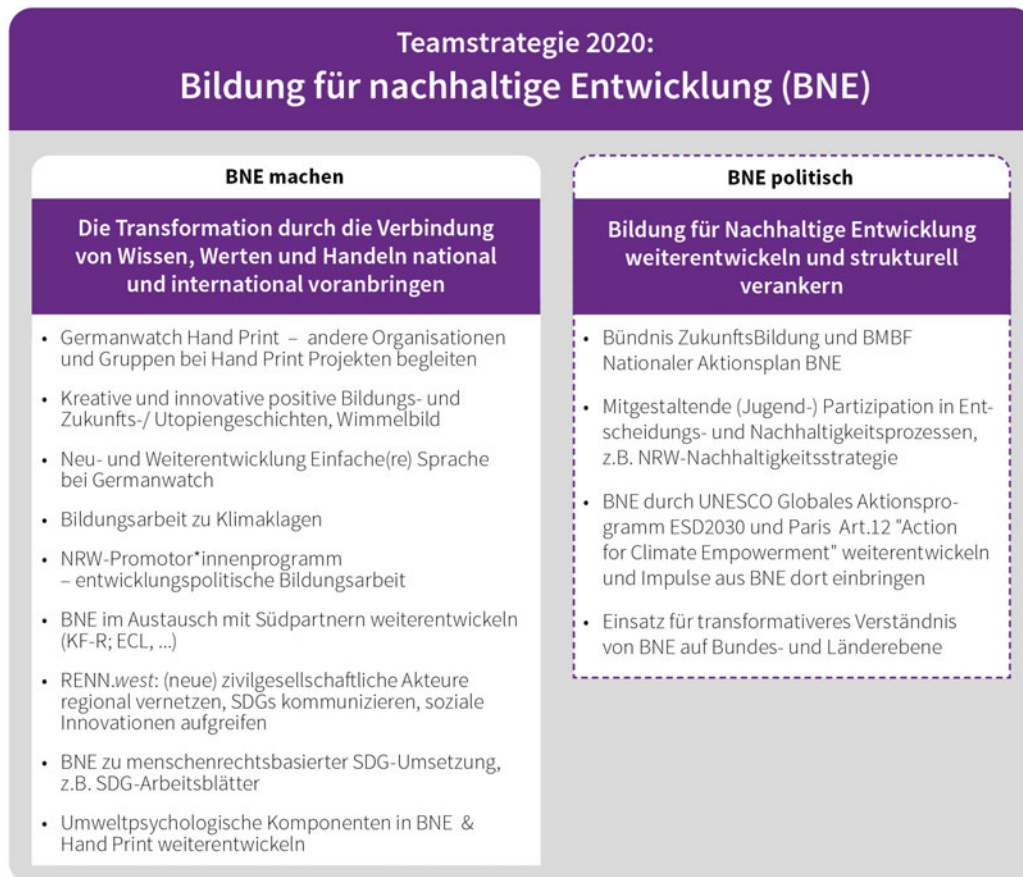 Teamstrategie 2020:
Bildung für nachhaltige Entwicklung (BNE)
BNE machen
Die Transformation durch die Verbindung
von Wissen, Werten und Handeln national
und international voranbringen
• Germanwatch Hand Print – andere Organisationen
und Gruppen bei Hand Print Projekten begleiten
• Kreative und innovative positive Bildungs- und
Zukunfts-/ Utopiengeschichten, Wimmelbild
• Neu- und Weiterentwicklung Einfache(re) Sprache
bei Germanwatch
• Bildungsarbeit zu Klimaklagen
• NRW-Promotor*innenprogramm
– entwicklungspolitische Bildungsarbeit
• BNE im Austausch mit Südpartnern weiterentwickeln
(KF-R; ECL, ...)
• RENN.west: (neue) zivilgesellschaftliche Akteure
regional vernetzen, SDGs kommunizieren, soziale
Innovationen aufgreifen
• BNE zu menschenrechtsbasierter SDG-Umsetzung,
z.B. SDG-Arbeitsblätter
• Umweltpsychologische Komponenten in BNE &
Hand Print weiterentwickeln
BNE politisch
Bildung für Nachhaltige Entwicklung
weiterentwickeln und strukturell
verankern
• Bündnis ZukunftsBildung und BMBF
Nationaler Aktionsplan BNE
• Mitgestaltende (Jugend-) Partizipation in Ent-
scheidungs- und Nachhaltigkeitsprozessen,
z.B. NRW-Nachhaltigkeitsstrategie
• BNE durch UNESCO Globales Aktionspro-
gramm ESD2030 und Paris Art.12 "Action
for Climate Empowerment" weiterentwickeln
und Impulse aus BNE dort einbringen
• Einsatz für transformativeres Verständnis
von BNE auf Bundes- und Länderebene